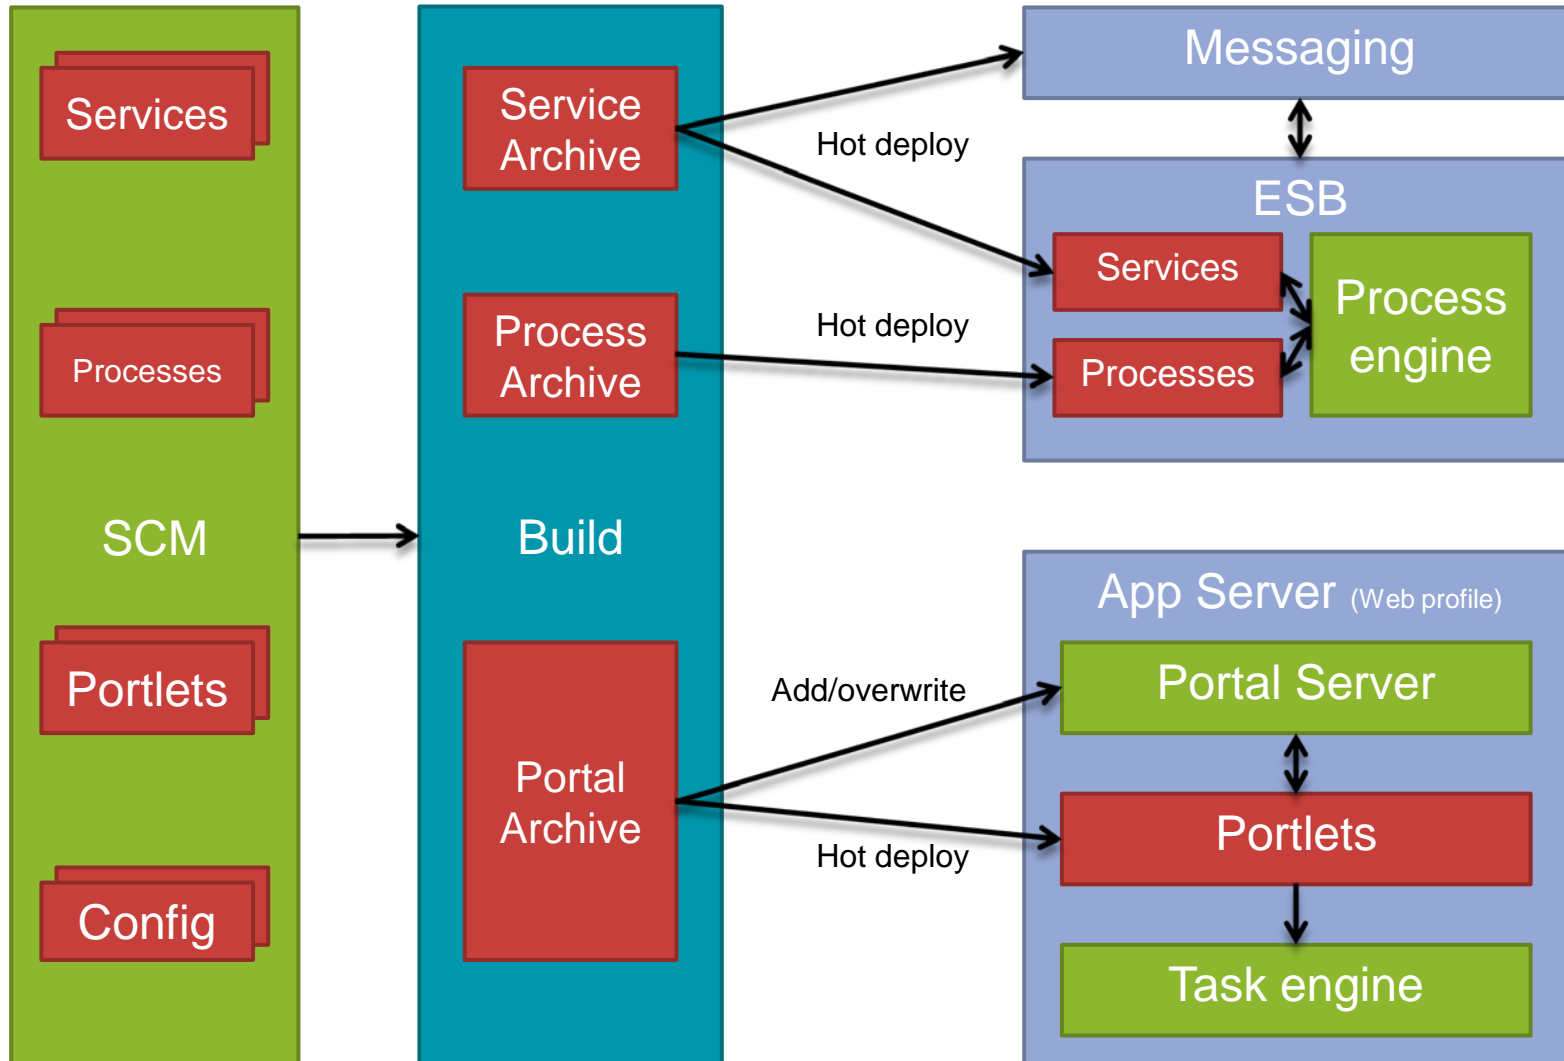 Services
Processes
SCM
Portlets
Config
Service
Archive
Process
Archive
Build
Portal
Archive
Hot deploy
Hot deploy
Add/overwrite
Hot deploy
Messaging
ESB
Services
Processes
Process
engine
App Server (Web profile)
Portal Server
Portlets
Task engine